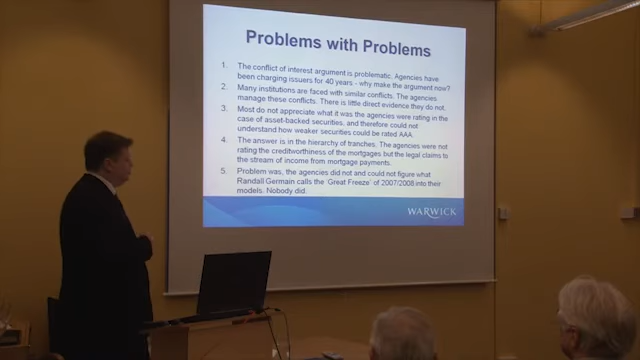 Problems with Problems
1. The conflict of interest argument is problematic. Agencies have
been charging issuers for 40 years - why make the argument now?
2. Many institutions are faced with similar conflicts. The agencies
manage these conflicts. There is little direct evidence they do not.
3. Most do not appreciate what it was the agencies were rating in the
case of asset-backed securities, and therefore could not
understand how weaker securities could be rated AAA.
4. The answer is in the hierarchy of tranches. The agencies were not
rating the creditworthiness of the mortgages but the legal claims to
the stream of income from mortgage payments.
5. Problem was, the agencies did not and could not figure what
Randall Germain calls the 'Great Freeze' of 2007/2008 into their
models. Nobody did.
WARWICK